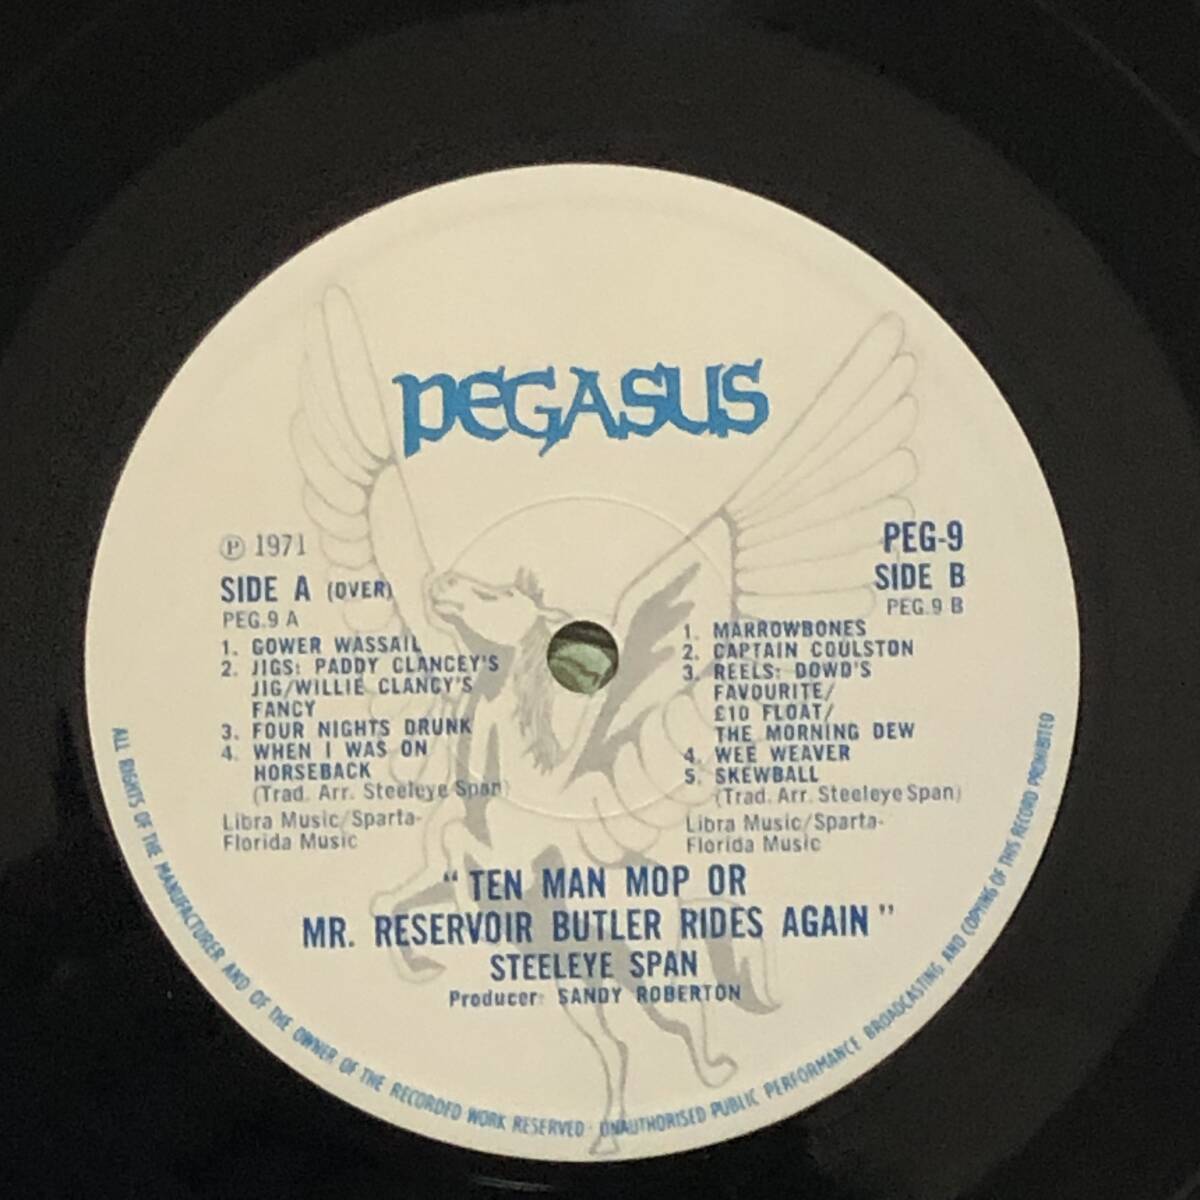 PEGASUS
℗ 1971
SIDE A (OVER)
PEG.9 A
1. GOWER WASSAIL
2. JIGS: PADDY CLANCEY'S
JIG/WILLIE CLANCY'S
FANCY
3. FOUR NIGHTS DRUNK
4. WHEN I WAS ON
HORSEBACK
(Trad. Arr. Steeleye Span)
Libra Music/Sparta-
Florida Music
PEG-9
SIDE B
PEG.9 B
1. MARROWBONES
2. CAPTAIN COULSTON
3. REELS: DOWD'S
FAVOURITE/
£10 FLOAT/
THE MORNING DEW
4. WEE WEAVER
5. SKEWBALL
(Trad. Arr. Steeleye Span)
Libra Music/Sparta-
Florida Music
"TEN MAN MOP OR
MR. RESERVOIR BUTLER RIDES AGAIN"
STEELEYE SPAN
Producer: SANDY ROBERTON
ALL RIGHTS OF THE MANUFACTURER AND OF THE OWNER OF THE RECORDED WORK RESERVED · UNAUTHORISED PUBLIC PERFORMANCE BROADCASTING AND COPYING OF THIS RECORD PROHIBITED